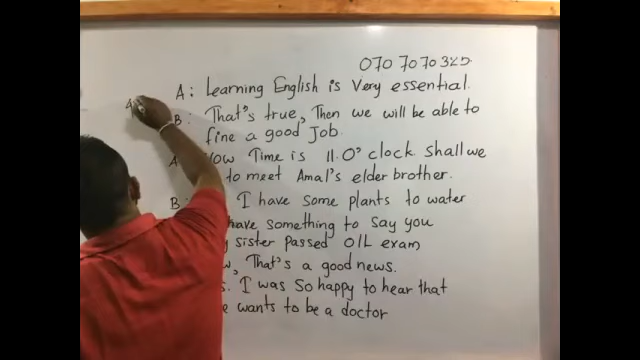 070 7070 325
A: Learning English is Very essential.
B: That's true, Then we will be able to
fine a good Job.
A Now Time is 11.0' clock. Shall we
to meet Amal's elder brother.
B: I have some plants to water
have something to say you
sister passed O/L exam
That's a good news.
I was So happy to hear that
wants to be a doctor